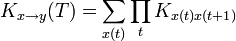 K_{x→y}(T) = ∑_{x(t)} ∏_t K_{x(t)x(t+1)}